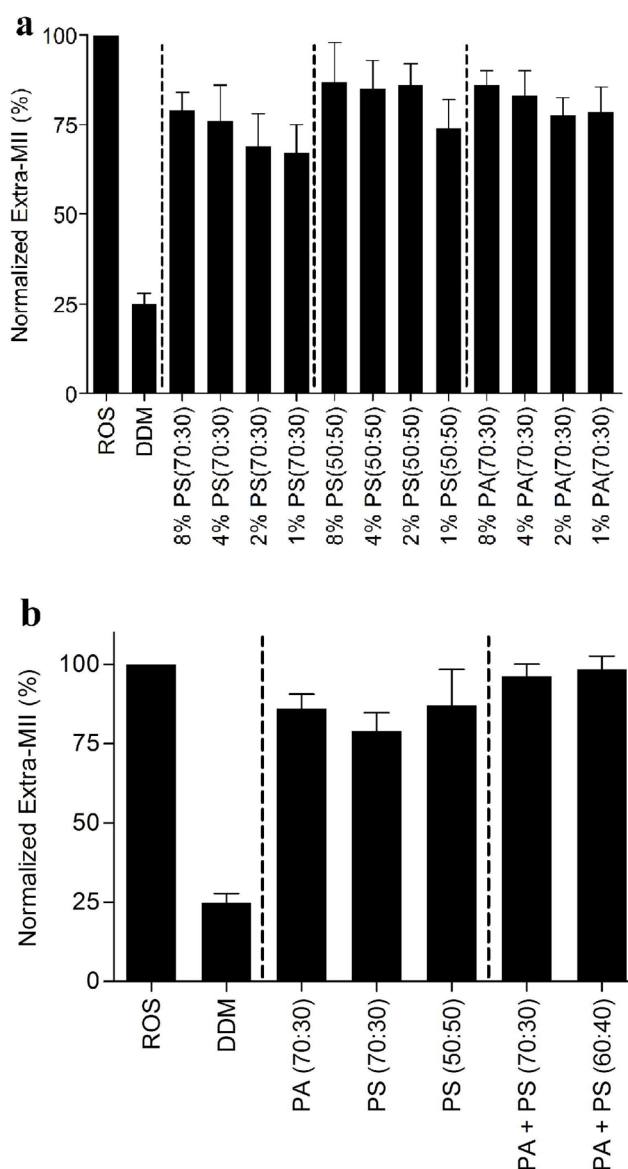 a
Normalized Extra-MII (%)
100
75
50
25
0
ROS
DDM
8% PS(70:30)
4% PS(70:30)
2% PS(70:30)
1% PS(70:30)
8% PS(50:50)
4% PS(50:50)
2% PS(50:50)
1% PS(50:50)
8% PA(70:30)
4% PA(70:30)
2% PA(70:30)
1% PA(70:30)
b
Normalized Extra-MII (%)
100
75
50
25
0
ROS
DDM
PA (70:30)
PS (70:30)
PS (50:50)
PA + PS (70:30)
PA + PS (60:40)